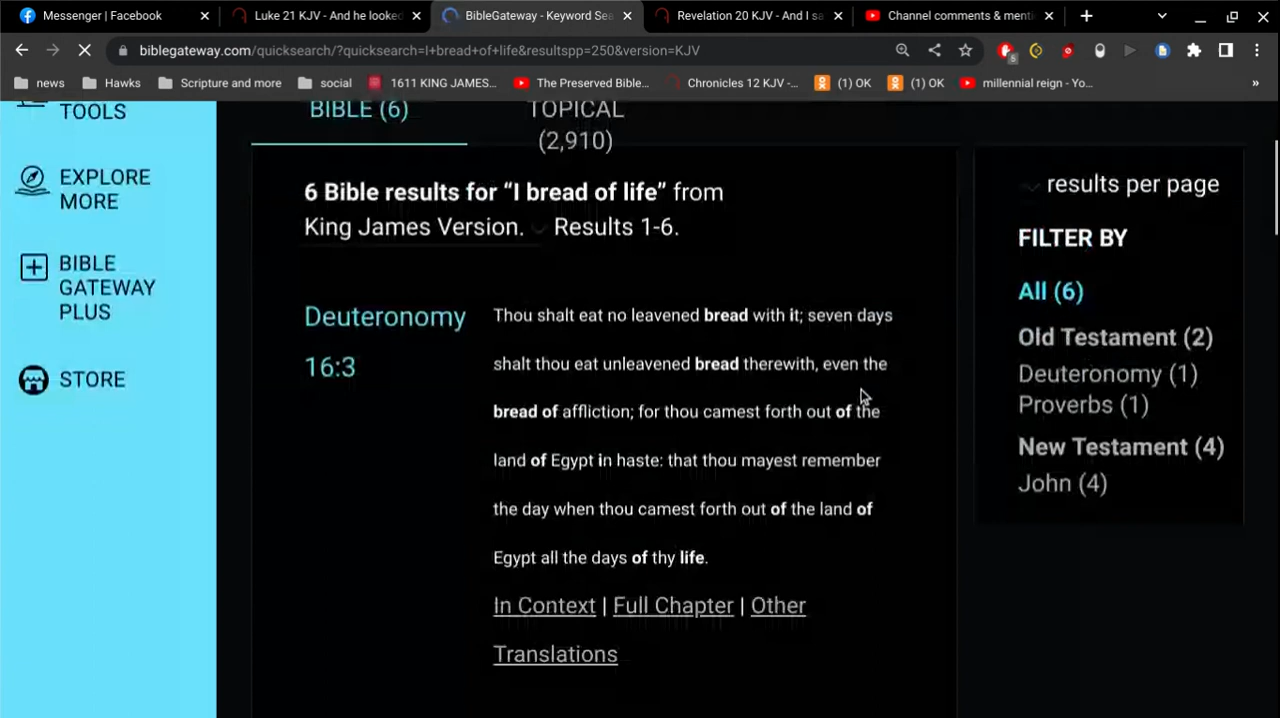 Messenger | Facebook
Luke 21 KJV - And he looked
BibleGateway - Keyword Sea
Revelation 20 KJV - And I sa
Channel comments & menti
biblegateway.com/quicksearch/?quicksearch=I+bread+of+life&resultspp=250&version=KJV
5
news
Hawks
Scripture and more
social
1611 KING JAMES...
The Preserved Bible...
Chronicles 12 KJV -...
(1) OK
(1) OK
millennial reign - Yo...
»
TOOLS
EXPLORE
MORE
BIBLE
GATEWAY
PLUS
STORE
BIBLE (6)
TOPICAL
(2,910)
6 Bible results for “I bread of life” from
King James Version. Results 1-6.
Deuteronomy
16:3
Thou shalt eat no leavened bread with it; seven days
shalt thou eat unleavened bread therewith, even the
bread of affliction; for thou camest forth out of the
land of Egypt in haste: that thou mayest remember
the day when thou camest forth out of the land of
Egypt all the days of thy life.
In Context | Full Chapter | Other
Translations
results per page
FILTER BY
All (6)
Old Testament (2)
Deuteronomy (1)
Proverbs (1)
New Testament (4)
John (4)